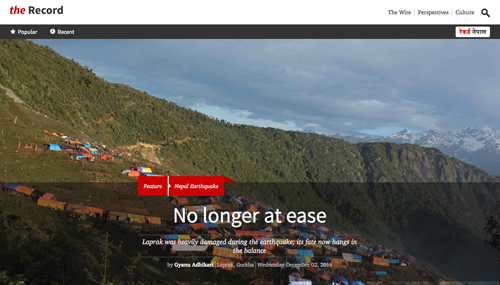 the Record
The Wire | Perspectives | Culture
Popular Recent
रेकर्ड नेपाल
Feature Nepal Earthquake
No longer at ease
Laprak was heavily damaged during the earthquake; its fate now hangs in
the balance
by Gyanu Adhikari | Laprak, Gorkha | Wednesday December 02, 2015